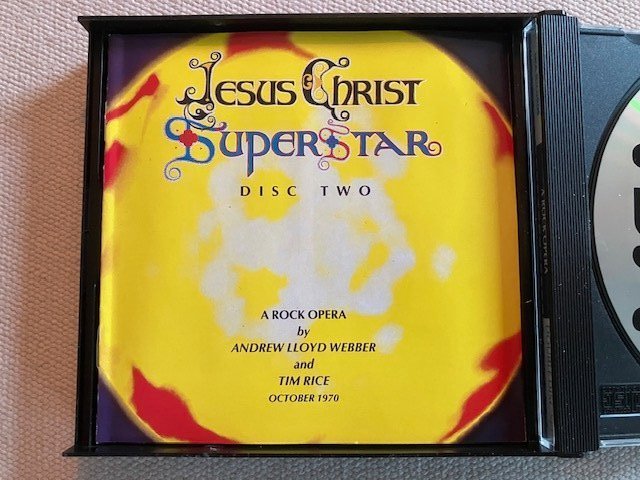 Jesus Christ
SuperStar
DISC TWO
A ROCK OPERA
by
ANDREW LLOYD WEBBER
and
TIM RICE
OCTOBER 1970
A ROCK OPERA